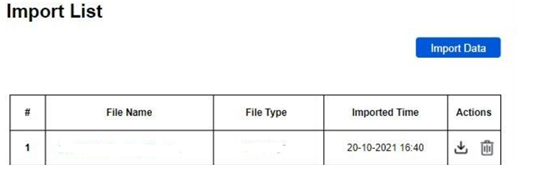 Import List
Import Data
# File Name File Type Imported Time Actions
1 20-10-2021 16:40